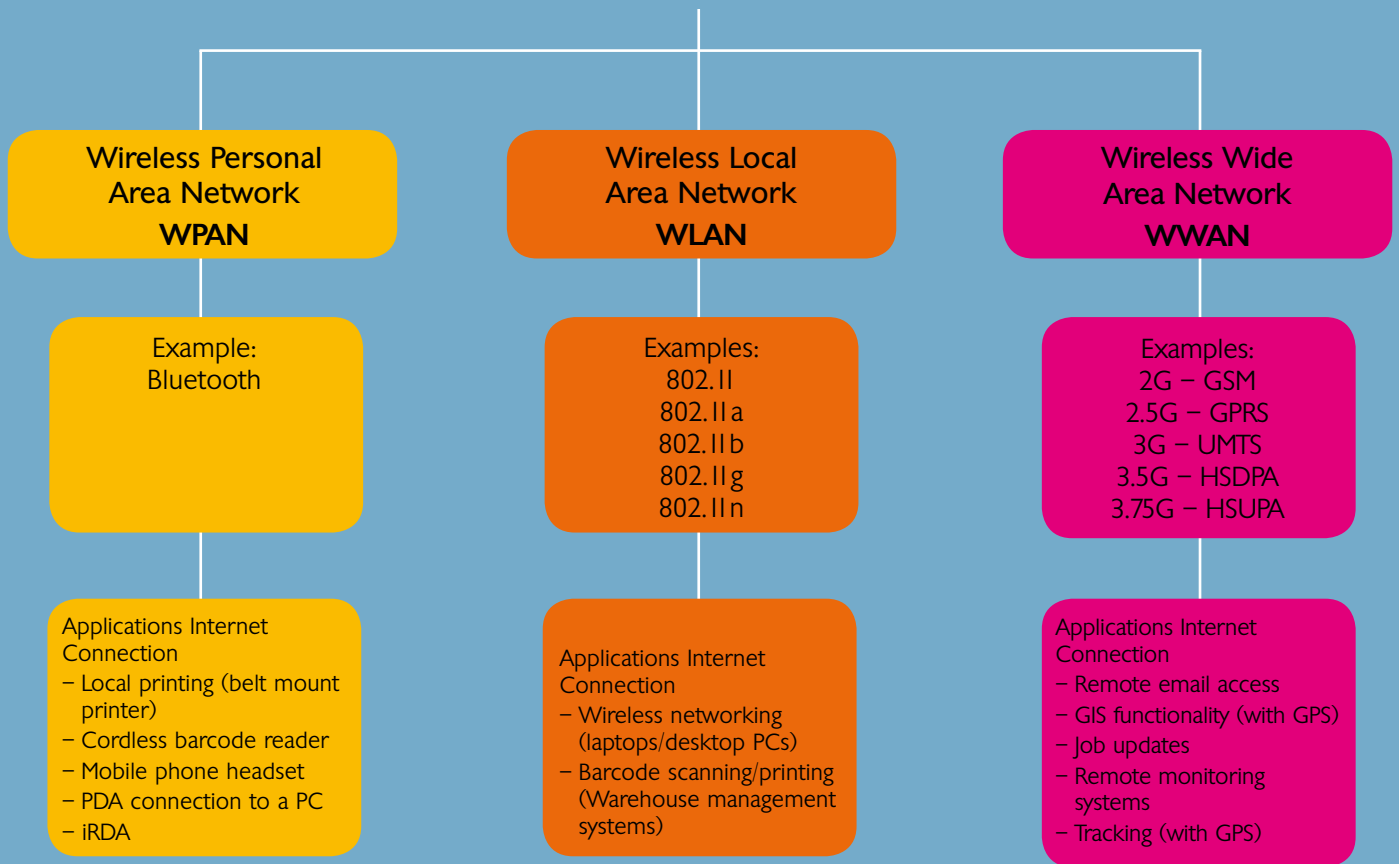 Wireless Personal
Area Network
WPAN
Example:
Bluetooth
Applications Internet
Connection
– Local printing (belt mount
printer)
– Cordless barcode reader
– Mobile phone headset
– PDA connection to a PC
– iRDA
Wireless Local
Area Network
WLAN
Examples:
802.11
802.11a
802.11b
802.11g
802.11n
Applications Internet
Connection
– Wireless networking
(laptops/desktop PCs)
– Barcode scanning/printing
(Warehouse management
systems)
Wireless Wide
Area Network
WWAN
Examples:
2G – GSM
2.5G – GPRS
3G – UMTS
3.5G – HSDPA
3.75G – HSUPA
Applications Internet
Connection
– Remote email access
– GIS functionality (with GPS)
– Job updates
– Remote monitoring
systems
– Tracking (with GPS)